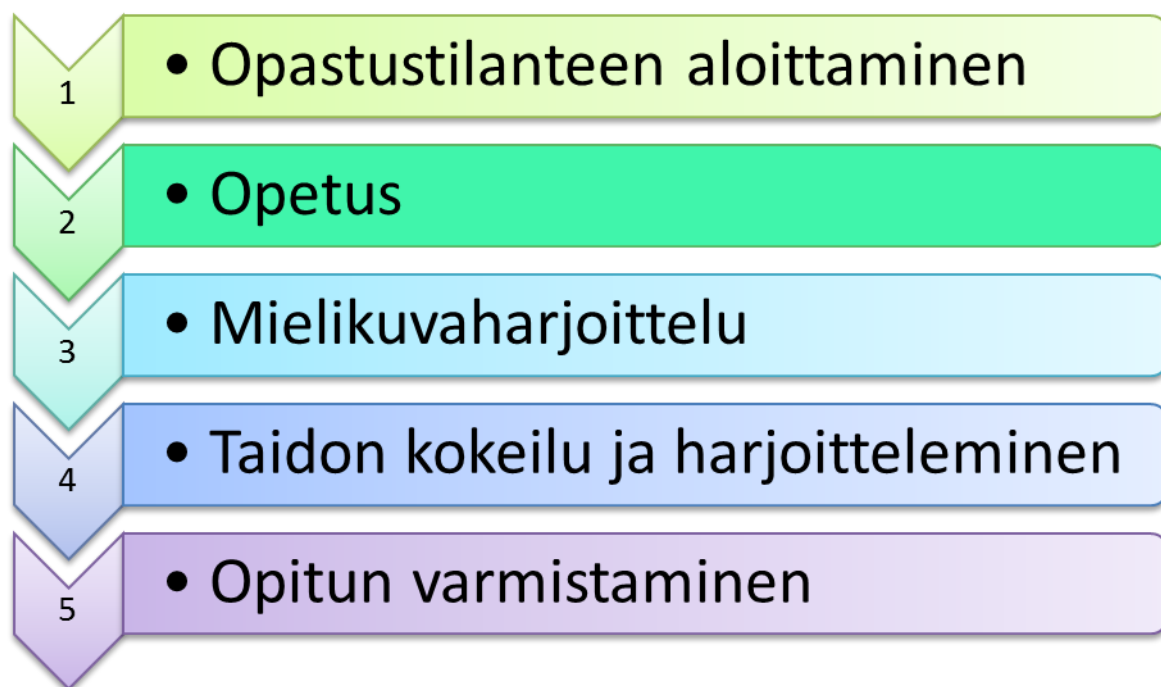 1 • Opastustilanteen aloittaminen
2 • Opetus
3 • Mielikuvaharjoittelu
4 • Taidon kokeilu ja harjoitteleminen
5 • Opitun varmistaminen